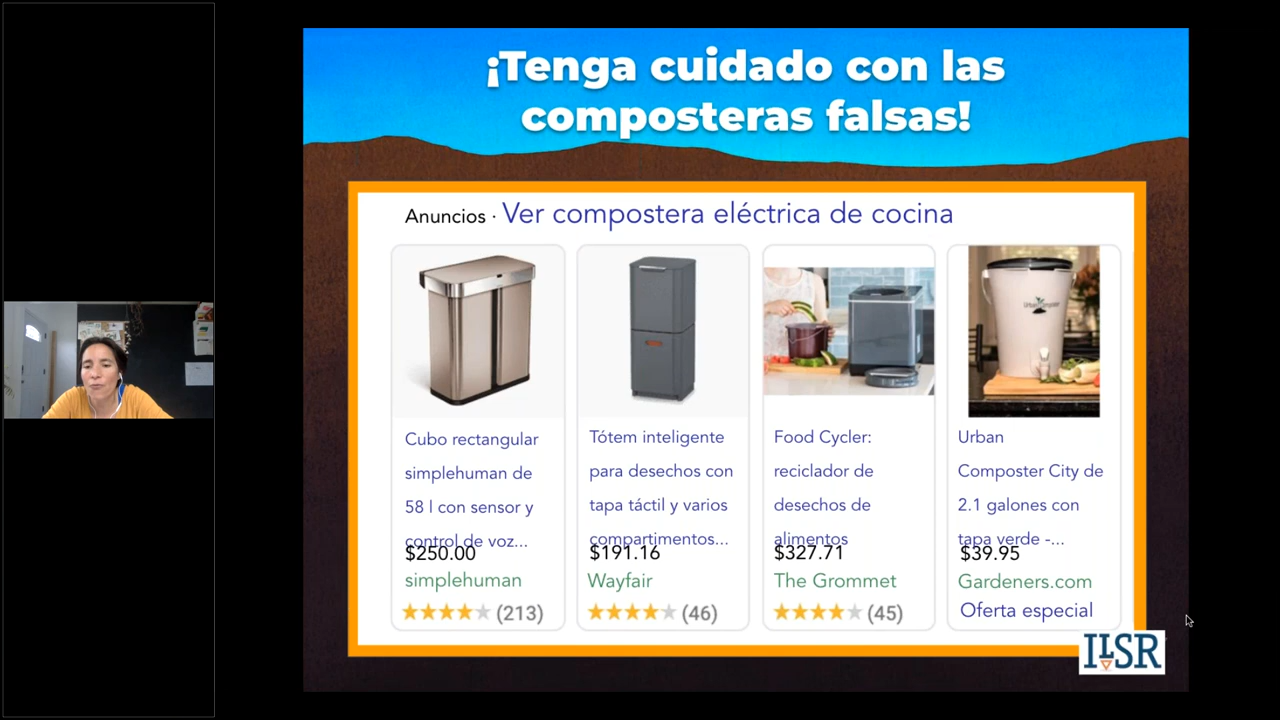 ¡Tenga cuidado con las
composteras falsas!
Anuncios · Ver compostera eléctrica de cocina
Cubo rectangular
simplehuman de
58 l con sensor y
control de voz...
$250.00
simplehuman
(213)
Tótem inteligente
para desechos con
tapa táctil y varios
compartimentos...
$191.16
Wayfair
(46)
Food Cycler:
reciclador de
desechos de
alimentos
$327.71
The Grommet
(45)
Urban
Composter City de
2.1 galones con
tapa verde -...
$39.95
Gardeners.com
Oferta especial
ILSR